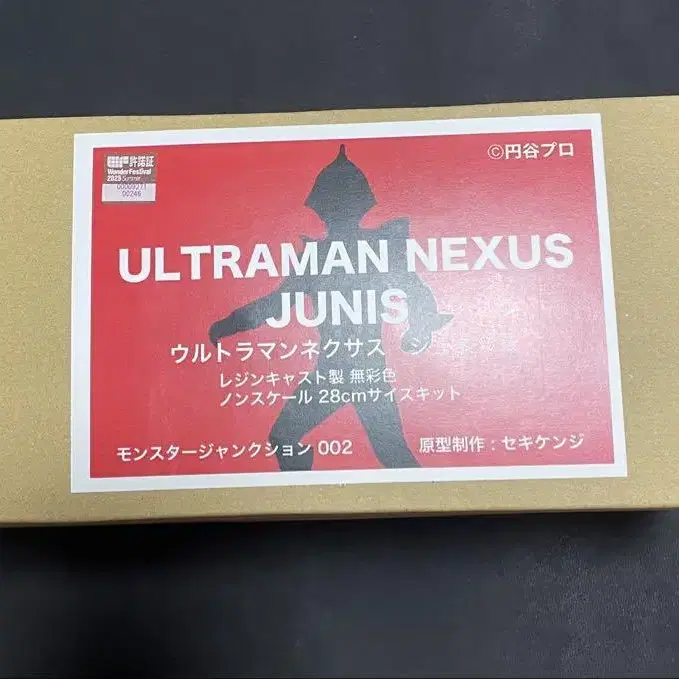 許諾証
WonderFestival
2023 Summer
00246
©円谷プロ
ULTRAMAN NEXUS
JUNIS
ウルトラマンネクサス
レジンキャスト製 無彩色
ノンスケール 28cmサイズキット
モンスタージャンクション 002
原型制作：セキケンジ